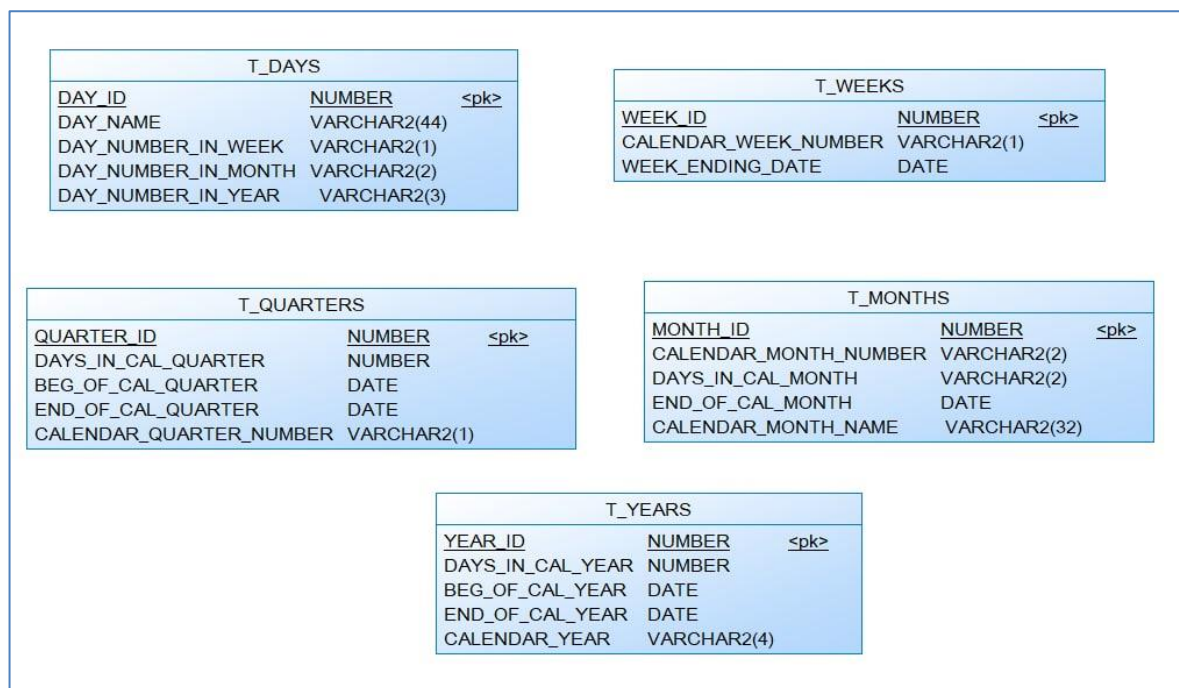 T_DAYS
DAY_ID NUMBER <pk>
DAY_NAME VARCHAR2(44)
DAY_NUMBER_IN_WEEK VARCHAR2(1)
DAY_NUMBER_IN_MONTH VARCHAR2(2)
DAY_NUMBER_IN_YEAR VARCHAR2(3)
T_WEEKS
WEEK_ID NUMBER <pk>
CALENDAR_WEEK_NUMBER VARCHAR2(1)
WEEK_ENDING_DATE DATE
T_QUARTERS
QUARTER_ID NUMBER <pk>
DAYS_IN_CAL_QUARTER NUMBER
BEG_OF_CAL_QUARTER DATE
END_OF_CAL_QUARTER DATE
CALENDAR_QUARTER_NUMBER VARCHAR2(1)
T_MONTHS
MONTH_ID NUMBER <pk>
CALENDAR_MONTH_NUMBER VARCHAR2(2)
DAYS_IN_CAL_MONTH VARCHAR2(2)
END_OF_CAL_MONTH DATE
CALENDAR_MONTH_NAME VARCHAR2(32)
T_YEARS
YEAR_ID NUMBER <pk>
DAYS_IN_CAL_YEAR NUMBER
BEG_OF_CAL_YEAR DATE
END_OF_CAL_YEAR DATE
CALENDAR_YEAR VARCHAR2(4)